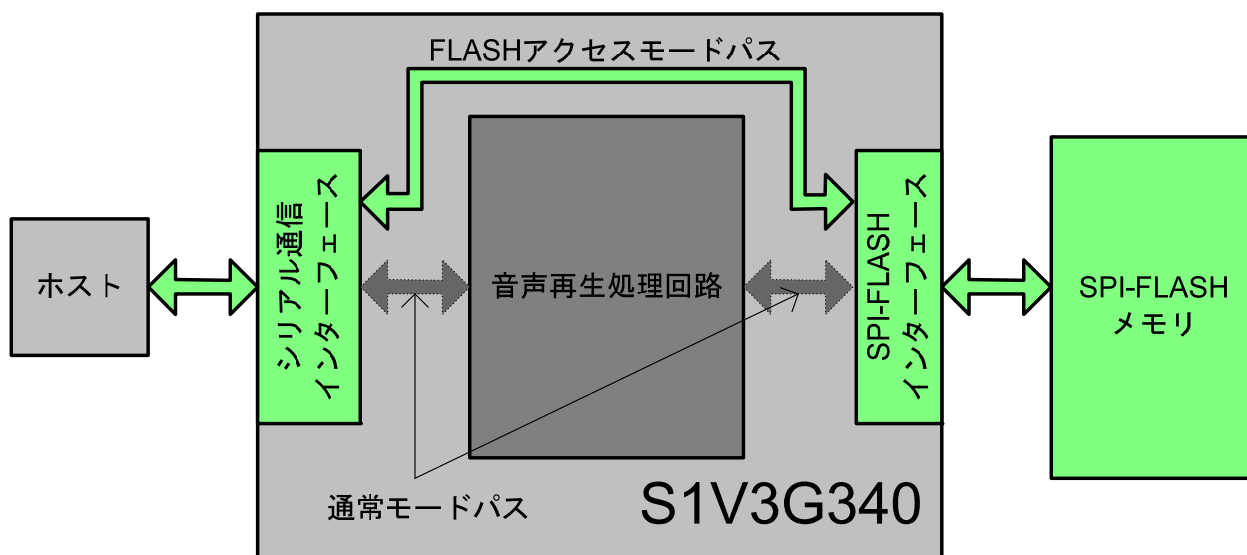 FLASHアクセスモードパス
ホスト
シリアル通信
インターフェース
音声再生処理回路
SPI-FLASH
インターフェース
SPI-FLASH
メモリ
通常モードパス
S1V3G340